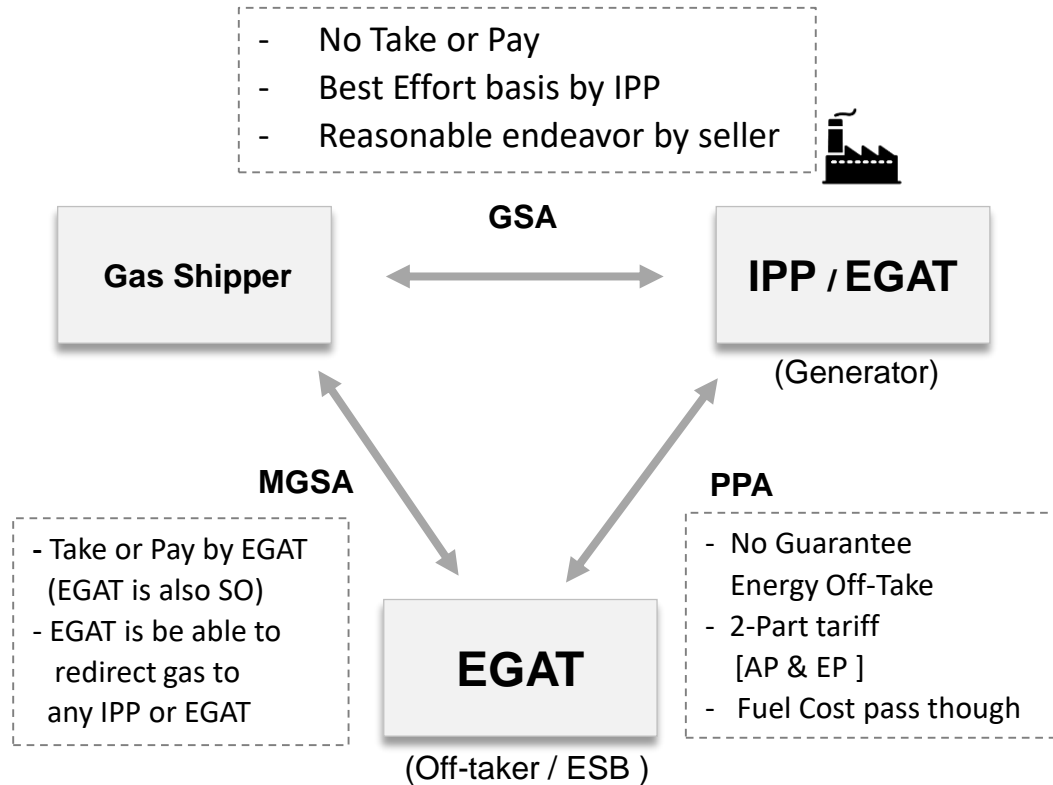 - No Take or Pay
- Best Effort basis by IPP
- Reasonable endeavor by seller
GSA
Gas Shipper
IPP / EGAT
(Generator)
MGSA
PPA
- Take or Pay by EGAT
(EGAT is also SO)
- EGAT is be able to
redirect gas to
any IPP or EGAT
- No Guarantee
Energy Off-Take
- 2-Part tariff
[AP & EP ]
- Fuel Cost pass though
EGAT
(Off-taker / ESB )